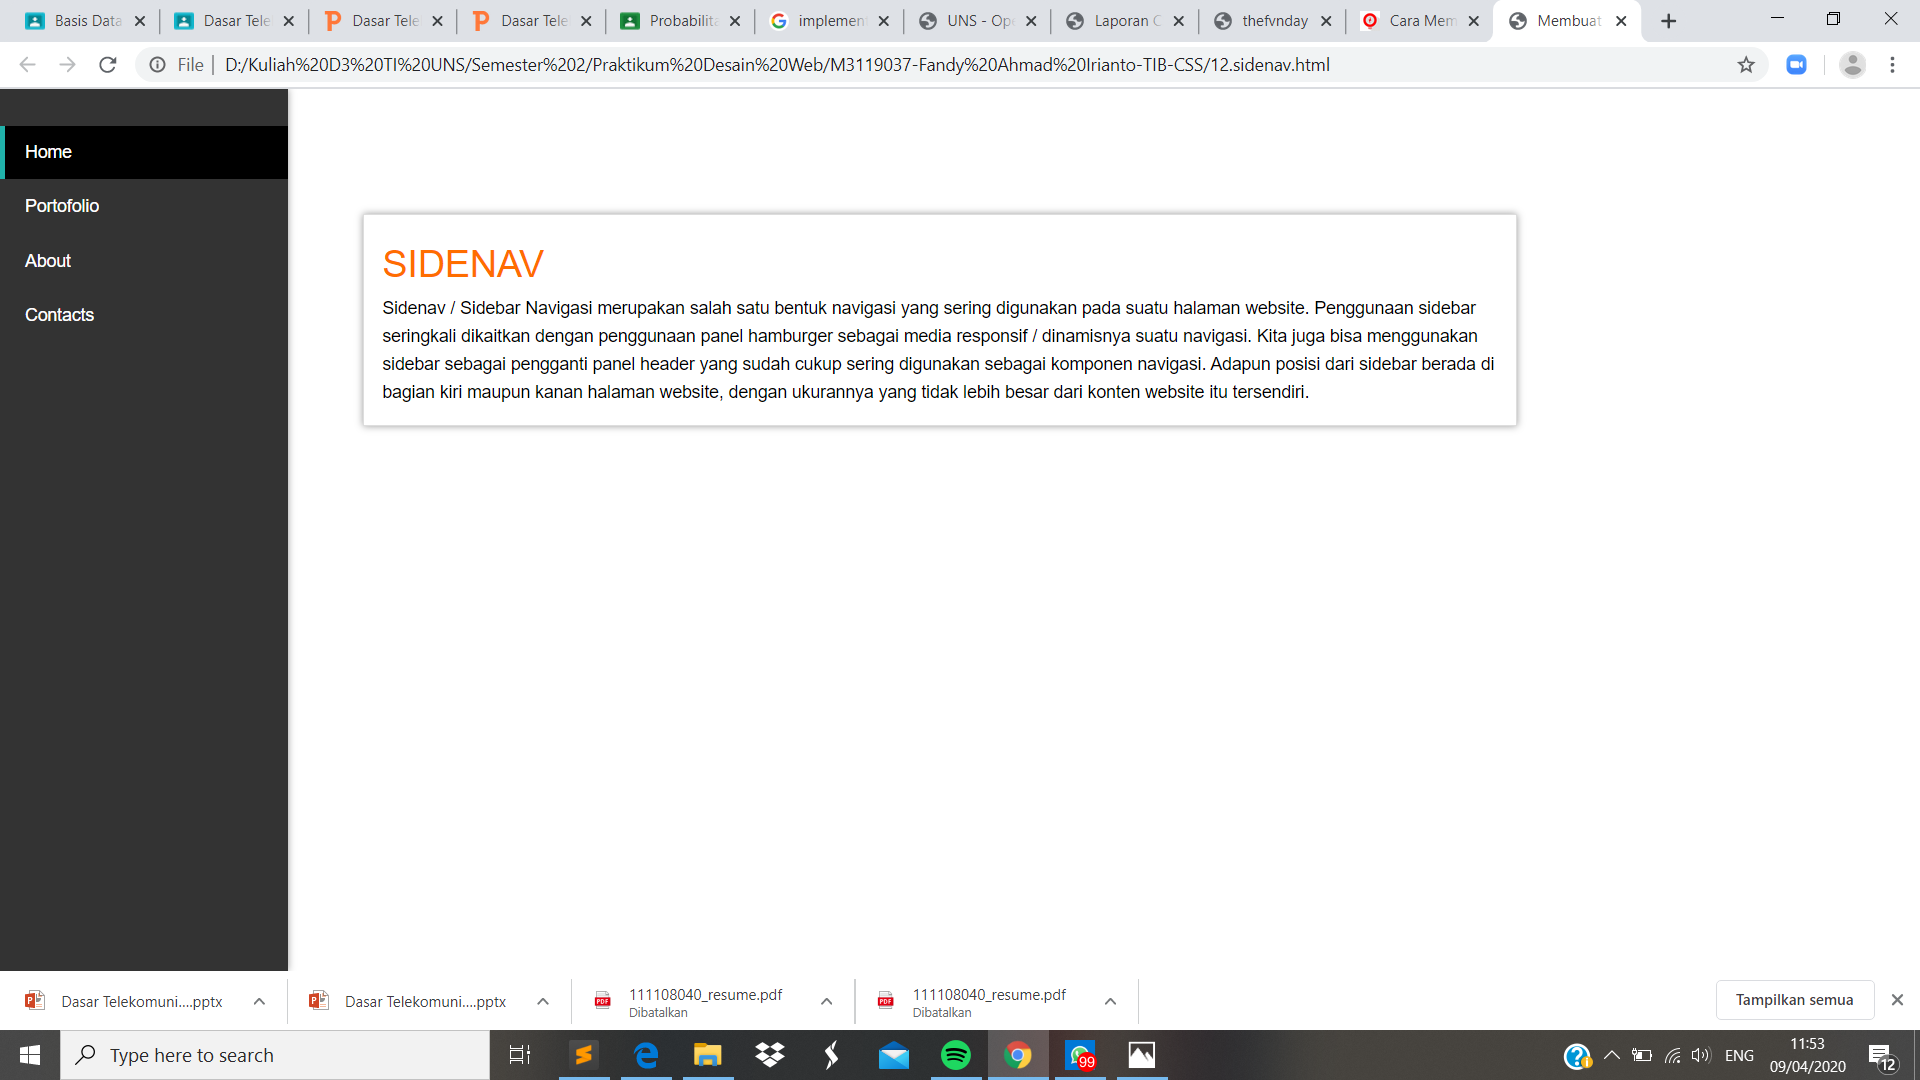 Basis Data
Dasar Tele
Dasar Tele
Dasar Tele
Probabilita
implemen
UNS - Ope
Laporan C
thefvnday
Cara Mem
Membuat
File
D:/Kuliah%20D3%20TI%20UNS/Semester%202/Praktikum%20Desain%20Web/M3119037-Fandy%20Ahmad%20Irianto-TIB-CSS/12.sidenav.html
Home
Portofolio
About
Contacts
SIDENAV
Sidenav / Sidebar Navigasi merupakan salah satu bentuk navigasi yang sering digunakan pada suatu halaman website. Penggunaan sidebar
seringkali dikaitkan dengan penggunaan panel hamburger sebagai media responsif / dinamisnya suatu navigasi. Kita juga bisa menggunakan
sidebar sebagai pengganti panel header yang sudah cukup sering digunakan sebagai komponen navigasi. Adapun posisi dari sidebar berada di
bagian kiri maupun kanan halaman website, dengan ukurannya yang tidak lebih besar dari konten website itu tersendiri.
Dasar Telekomuni....pptx
Dasar Telekomuni....pptx
111108040_resume.pdf
Dibatalkan
111108040_resume.pdf
Dibatalkan
Tampilkan semua
Type here to search
99
ENG
11:53
09/04/2020
12